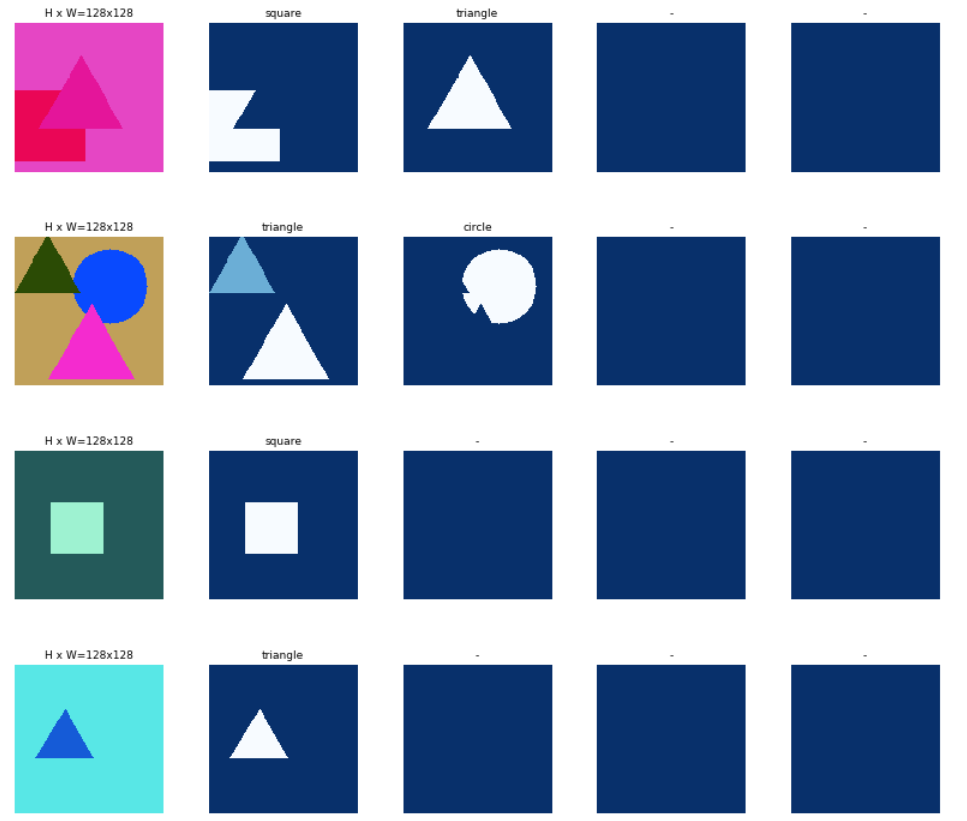 H x W=128x128 square triangle - -
H x W=128x128 triangle circle - -
H x W=128x128 square - - -
H x W=128x128 triangle - - -